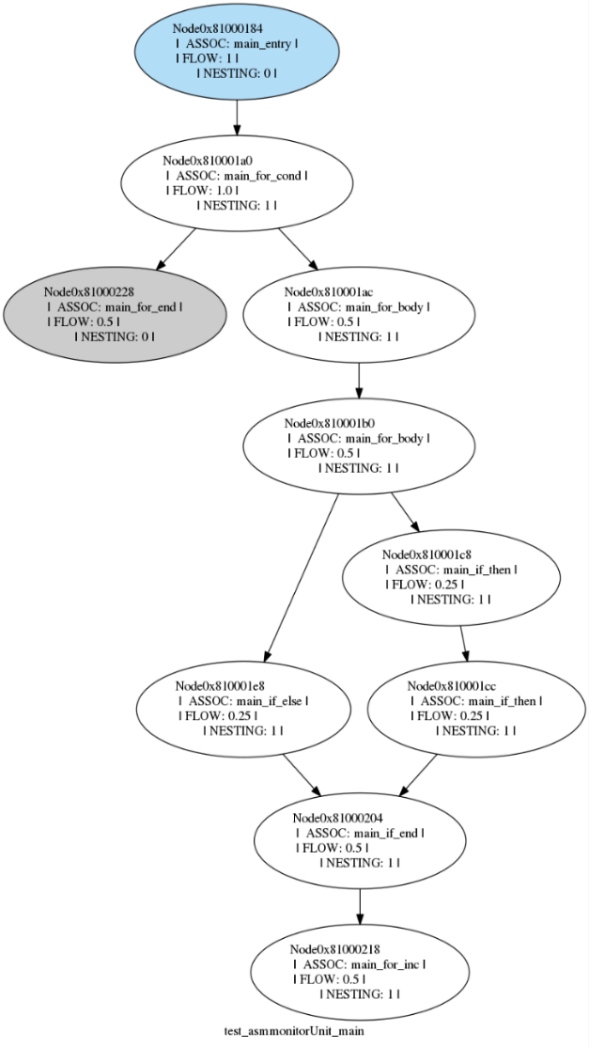 Node0x81000184
| ASSOC: main_entry |
| FLOW: 1 |
| NESTING: 0 |
Node0x810001a0
| ASSOC: main_for_cond |
| FLOW: 1.0 |
| NESTING: 1 |
Node0x81000228
| ASSOC: main_for_end |
| FLOW: 0.5 |
| NESTING: 0 |
Node0x810001ac
| ASSOC: main_for_body |
| FLOW: 0.5 |
| NESTING: 1 |
Node0x810001b0
| ASSOC: main_for_body |
| FLOW: 0.5 |
| NESTING: 1 |
Node0x810001c8
| ASSOC: main_if_then |
| FLOW: 0.25 |
| NESTING: 1 |
Node0x810001e8
| ASSOC: main_if_else |
| FLOW: 0.25 |
| NESTING: 1 |
Node0x810001cc
| ASSOC: main_if_then |
| FLOW: 0.25 |
| NESTING: 1 |
Node0x81000204
| ASSOC: main_if_end |
| FLOW: 0.5 |
| NESTING: 1 |
Node0x81000218
| ASSOC: main_for_inc |
| FLOW: 0.5 |
| NESTING: 1 |
test_asmmonitorUnit_main